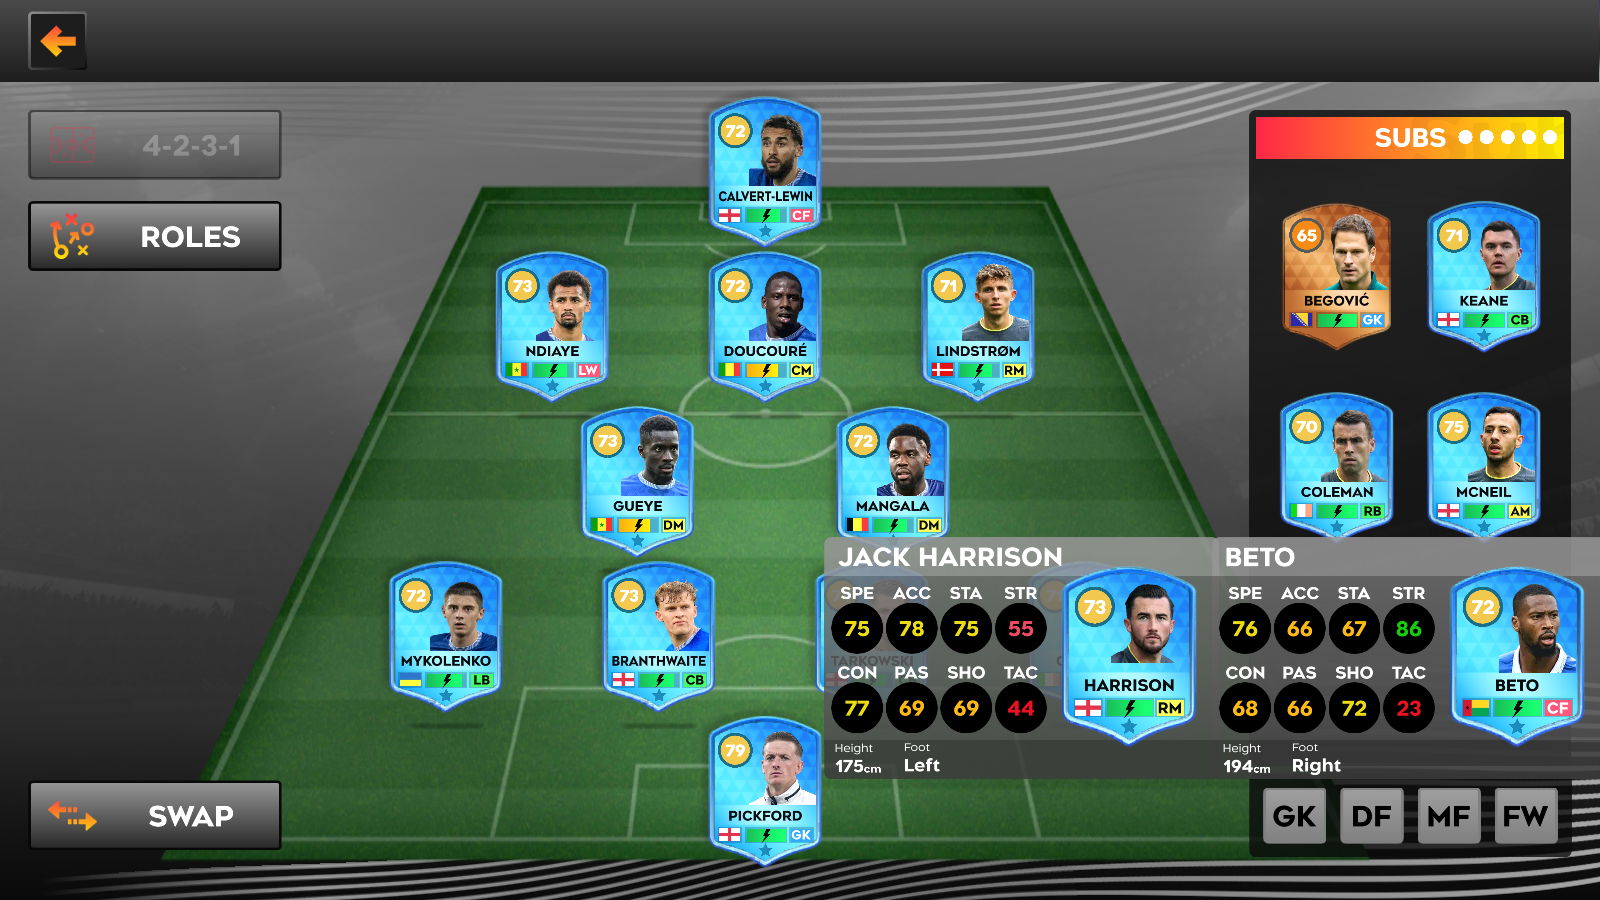 4-2-3-1
ROLES
SWAP
72
CALVERT-LEWIN
CF
73
NDIAYE
LW
72
DOUCOURÉ
CM
71
LINDSTRØM
RM
73
GUEYE
DM
72
MANGALA
DM
72
MYKOLENKO
LB
73
BRANTHWAITE
CB
TARKOWSKI
79
PICKFORD
GK
SUBS
65
BEGOVIĆ
GK
71
KEANE
CB
70
COLEMAN
RB
75
MCNEIL
AM
JACK HARRISON
SPE ACC STA STR
75 78 75 55
CON PAS SHO TAC
77 69 69 44
Height Foot
175cm Left
73
HARRISON
RM
BETO
SPE ACC STA STR
76 66 67 86
CON PAS SHO TAC
68 66 72 23
Height Foot
194cm Right
72
BETO
CF
GK DF MF FW